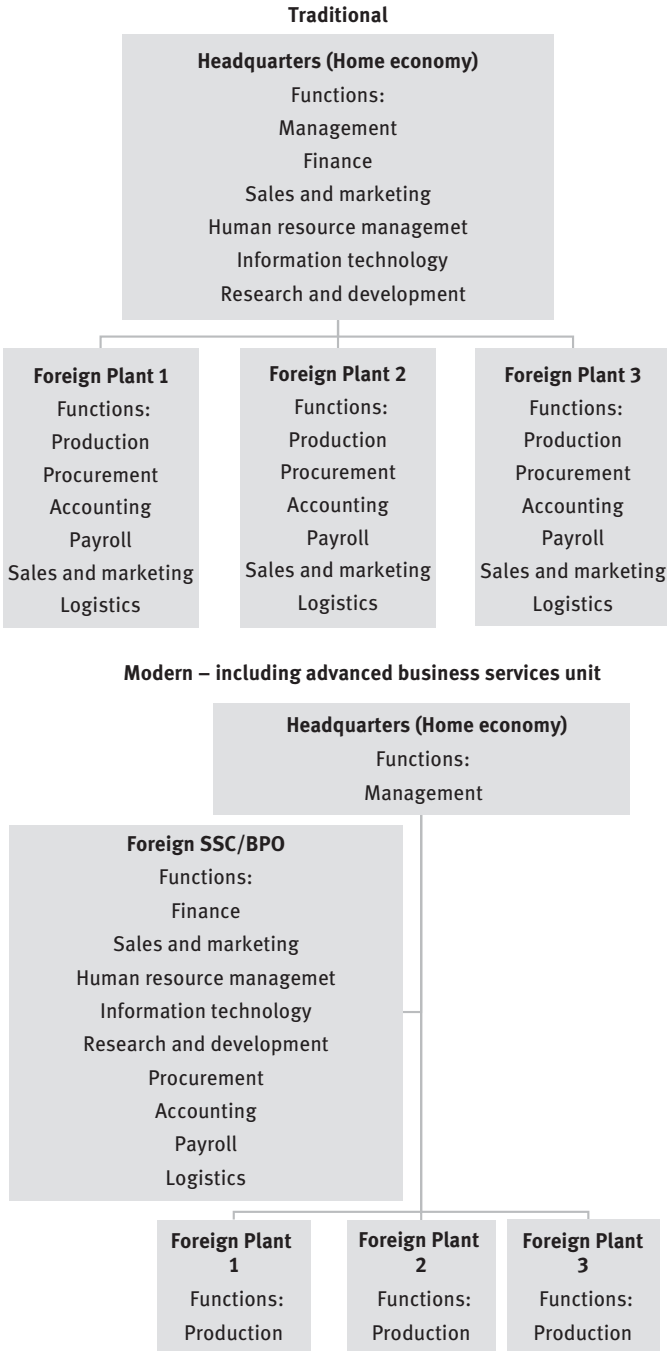 Traditional
Headquarters (Home economy)
Functions:
Management
Finance
Sales and marketing
Human resource managemet
Information technology
Research and development
Foreign Plant 1
Functions:
Production
Procurement
Accounting
Payroll
Sales and marketing
Logistics
Foreign Plant 2
Functions:
Production
Procurement
Accounting
Payroll
Sales and marketing
Logistics
Foreign Plant 3
Functions:
Production
Procurement
Accounting
Payroll
Sales and marketing
Logistics
Modern – including advanced business services unit
Headquarters (Home economy)
Functions:
Management
Foreign SSC/BPO
Functions:
Finance
Sales and marketing
Human resource managemet
Information technology
Research and development
Procurement
Accounting
Payroll
Logistics
Foreign Plant
1
Functions:
Production
Foreign Plant
2
Functions:
Production
Foreign Plant
3
Functions:
Production